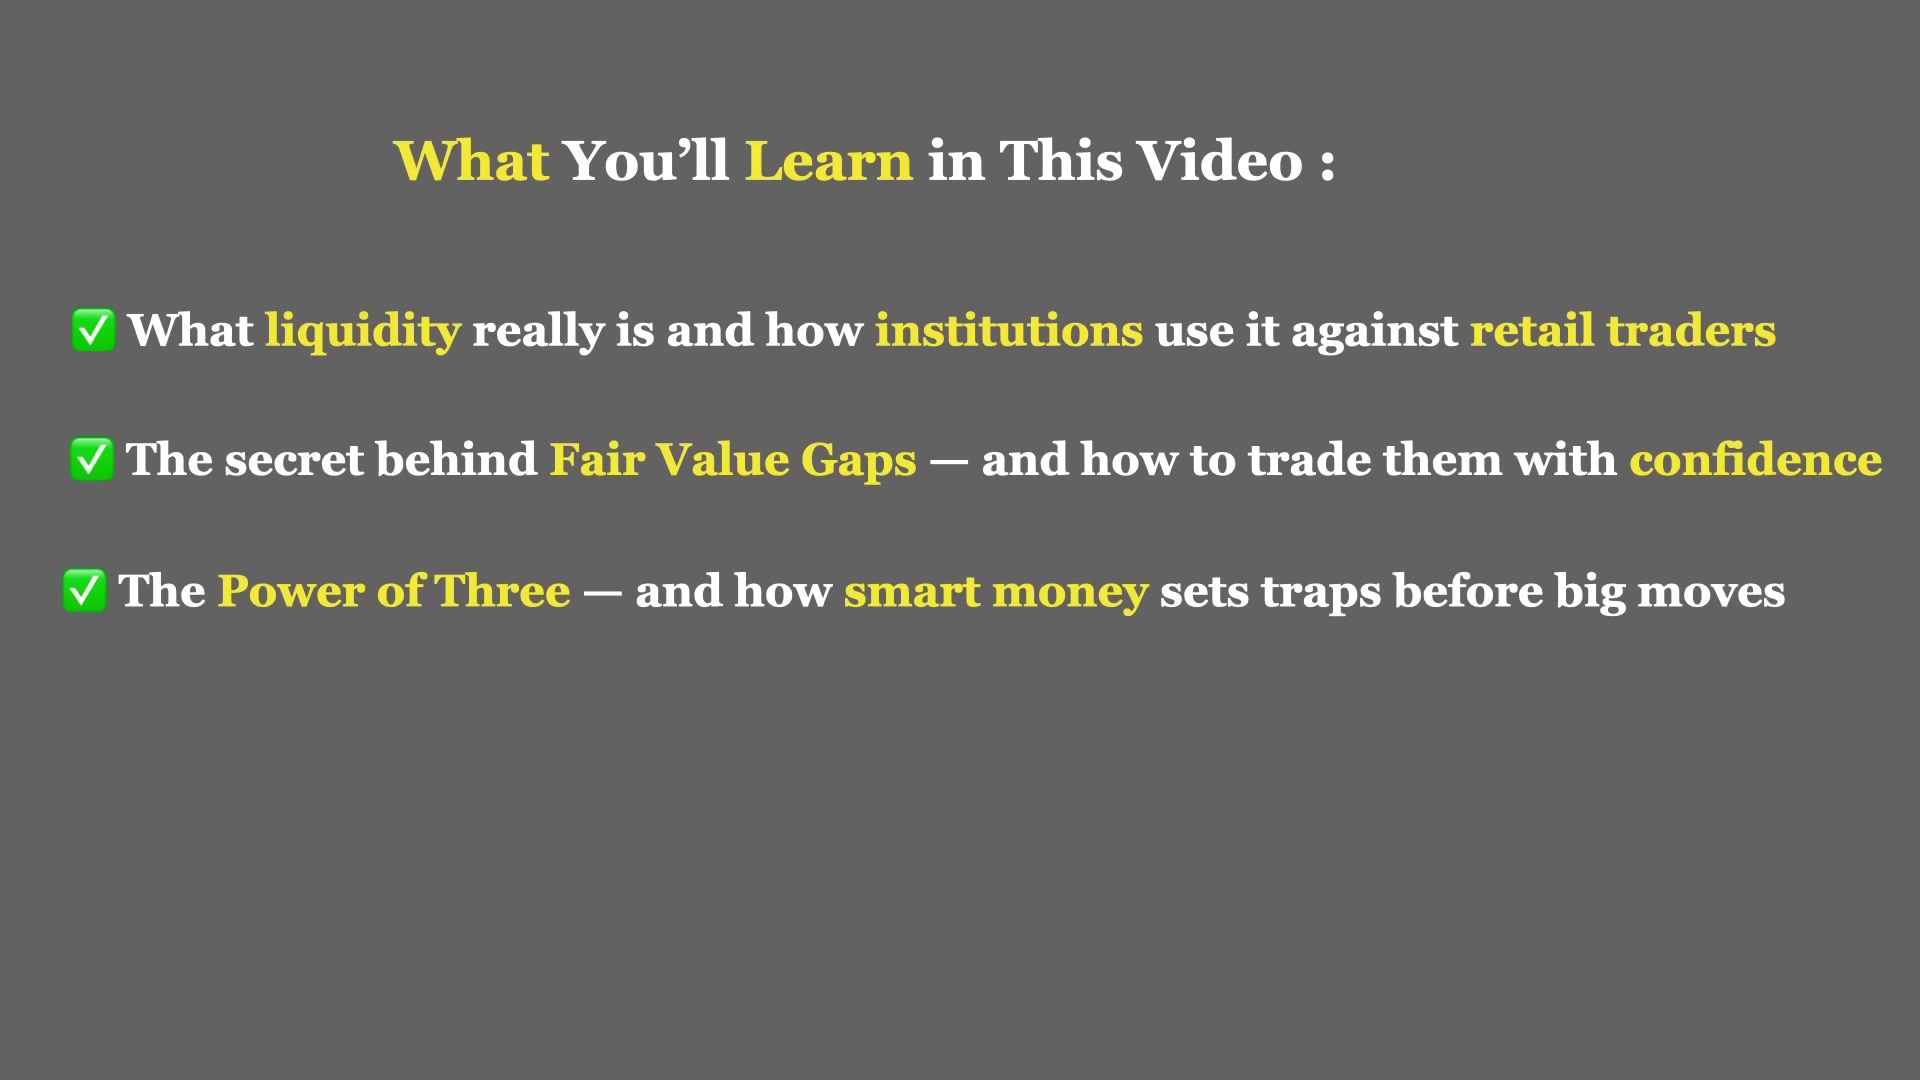 What You’ll Learn in This Video :
✅ What liquidity really is and how institutions use it against retail traders
✅ The secret behind Fair Value Gaps — and how to trade them with confidence
✅ The Power of Three — and how smart money sets traps before big moves